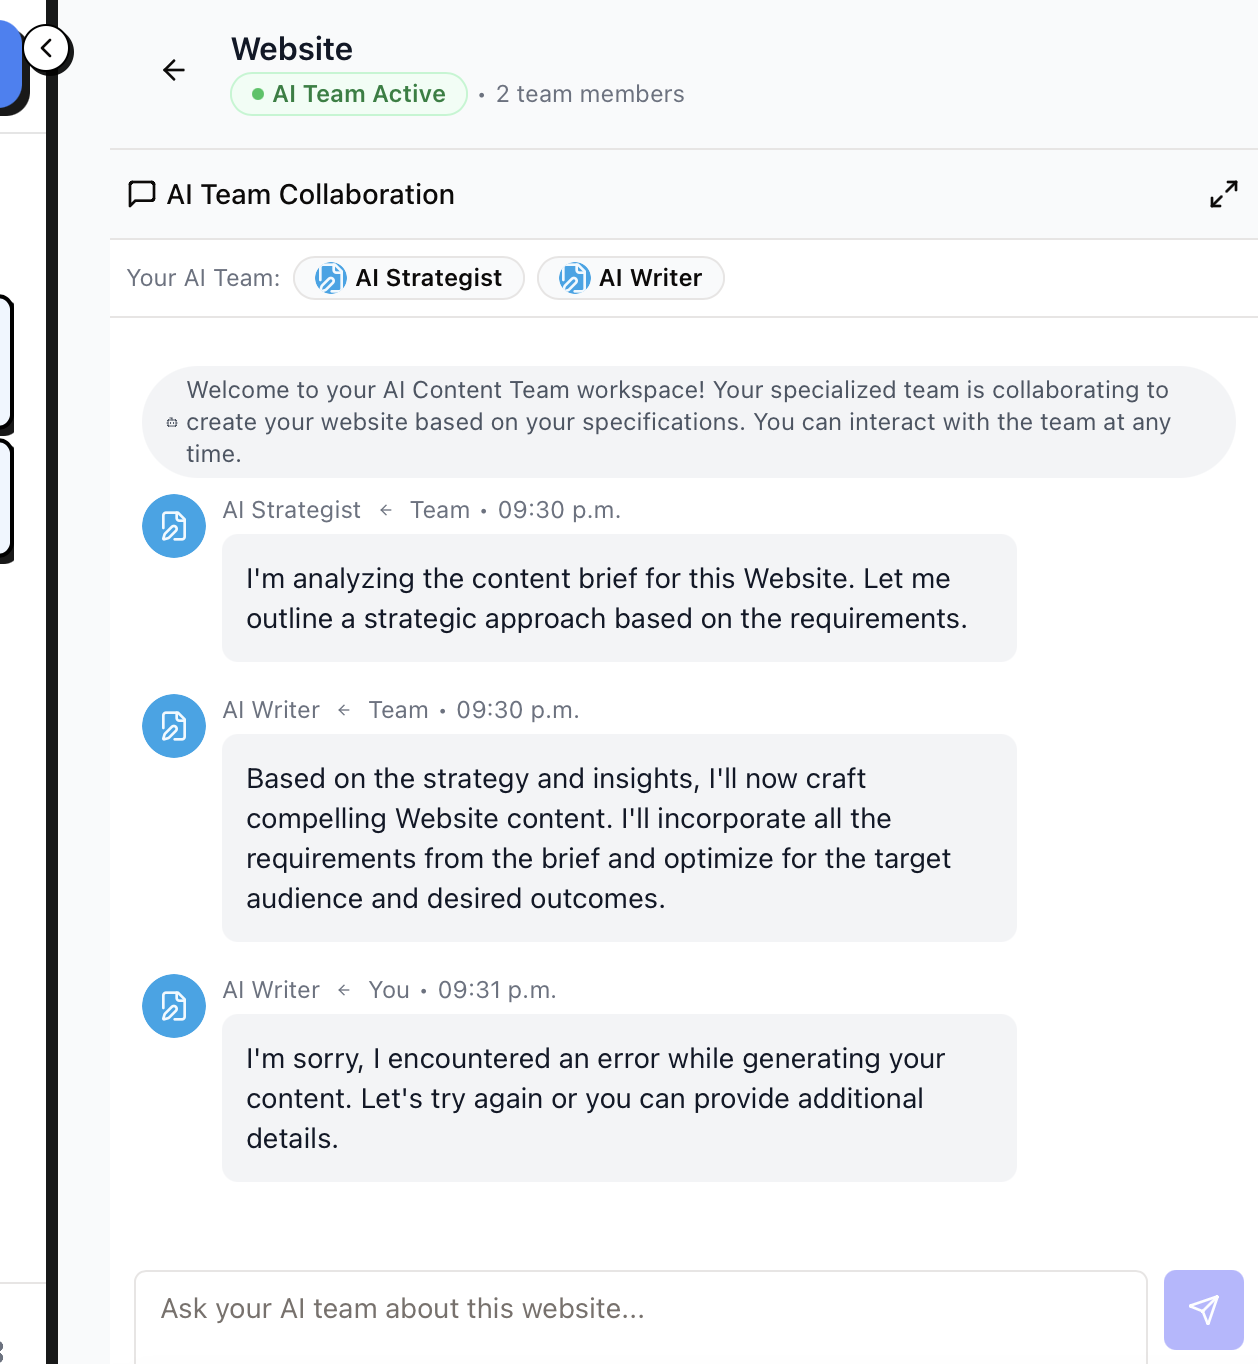 Website
AI Team Active • 2 team members
AI Team Collaboration
Your AI Team: AI Strategist AI Writer
Welcome to your AI Content Team workspace! Your specialized team is collaborating to
create your website based on your specifications. You can interact with the team at any
time.
AI Strategist ← Team • 09:30 p.m.
I'm analyzing the content brief for this Website. Let me
outline a strategic approach based on the requirements.
AI Writer ← Team • 09:30 p.m.
Based on the strategy and insights, I'll now craft
compelling Website content. I'll incorporate all the
requirements from the brief and optimize for the target
audience and desired outcomes.
AI Writer ← You • 09:31 p.m.
I'm sorry, I encountered an error while generating your
content. Let's try again or you can provide additional
details.
Ask your AI team about this website...